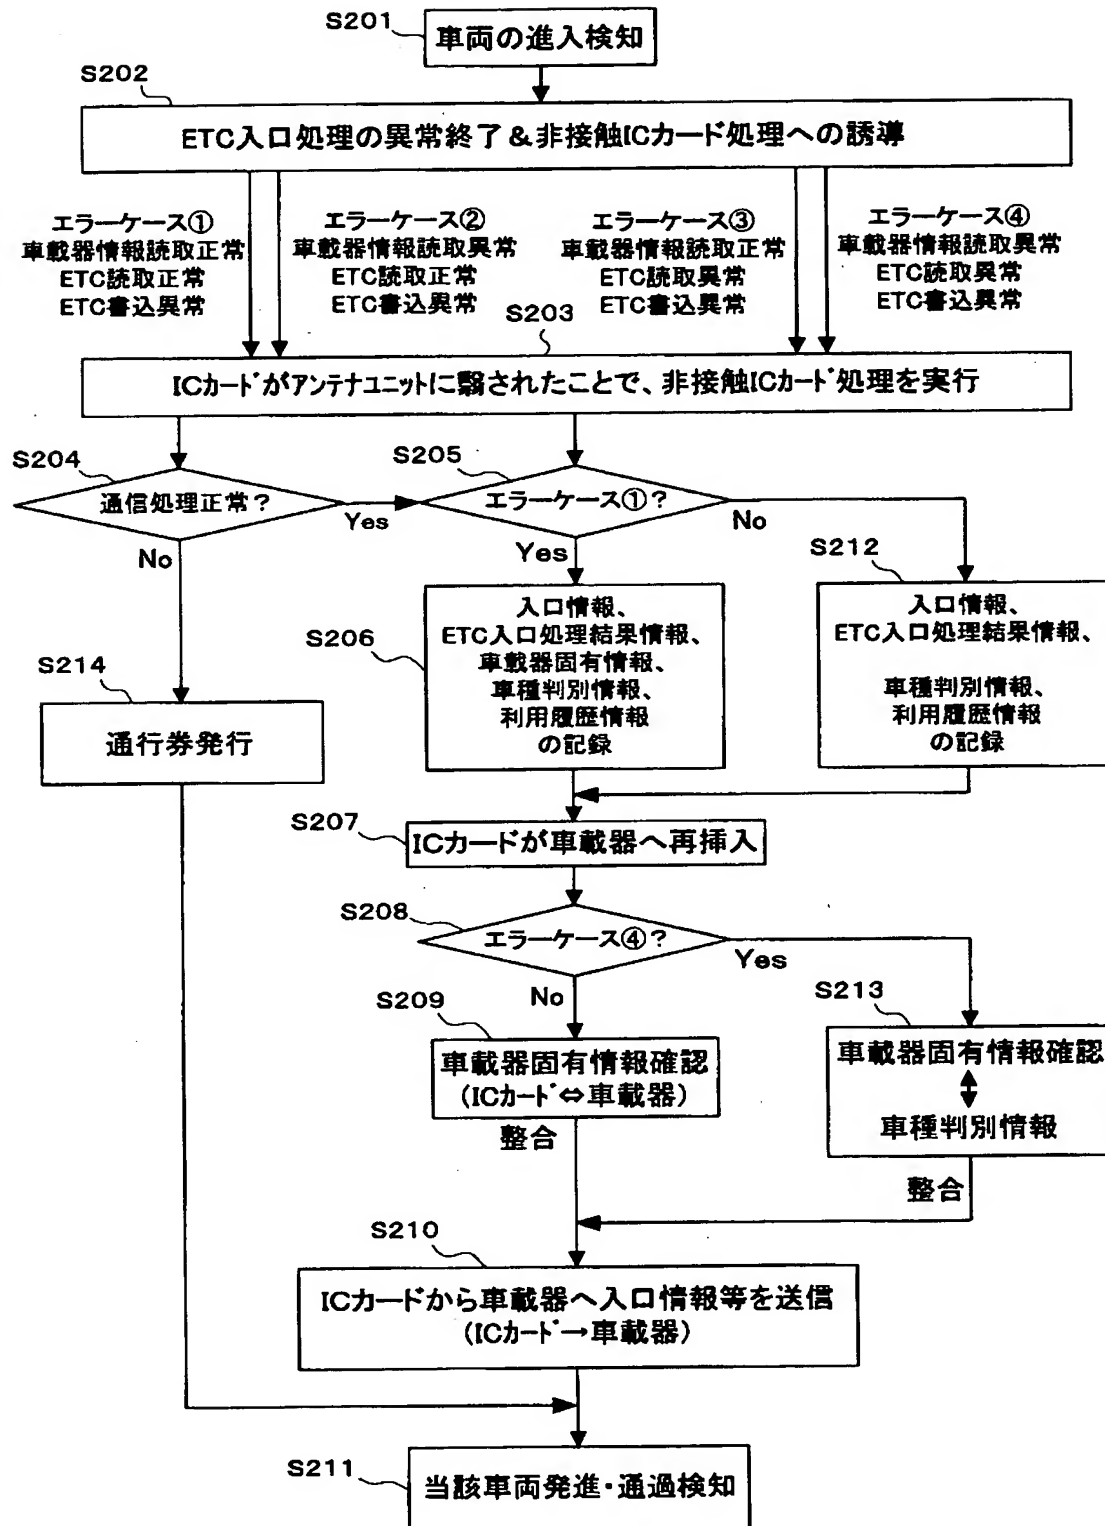 S201
車両の進入検知
S202
ETC入口処理の異常終了＆非接触ICカード処理への誘導
エラーケース①
車載器情報読取正常
ETC読取正常
ETC書込異常
エラーケース②
車載器情報読取異常
ETC読取正常
ETC書込異常
エラーケース③
車載器情報読取正常
ETC読取異常
ETC書込異常
エラーケース④
車載器情報読取異常
ETC読取異常
ETC書込異常
S203
ICカードがアンテナユニットに翳されたことで、非接触ICカード処理を実行
S204
通信処理正常？
Yes
No
S205
エラーケース①？
Yes
No
S206
入口情報、
ETC入口処理結果情報、
車載器固有情報、
車種判別情報、
利用履歴情報
の記録
S212
入口情報、
ETC入口処理結果情報、
車種判別情報、
利用履歴情報
の記録
S214
通行券発行
S207
ICカードが車載器へ再挿入
S208
エラーケース④？
Yes
No
S209
車載器固有情報確認
(ICカード⇔車載器)
整合
S213
車載器固有情報確認
車種判別情報
整合
S210
ICカードから車載器へ入口情報等を送信
(ICカード→車載器)
S211
当該車両発進・通過検知